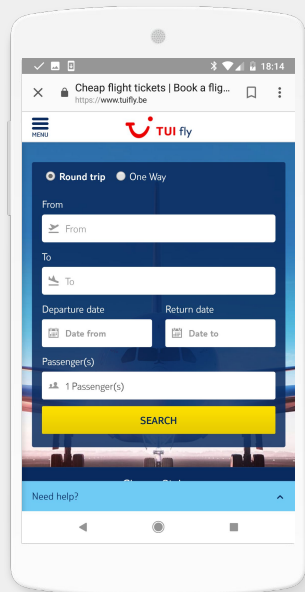 18:14
Cheap flight tickets | Book a flig...
https://www.tuifly.be
MENU
TUI fly
Round trip
One Way
From
From
To
To
Departure date
Return date
Date from
Date to
Passenger(s)
1 Passenger(s)
SEARCH
Need help?